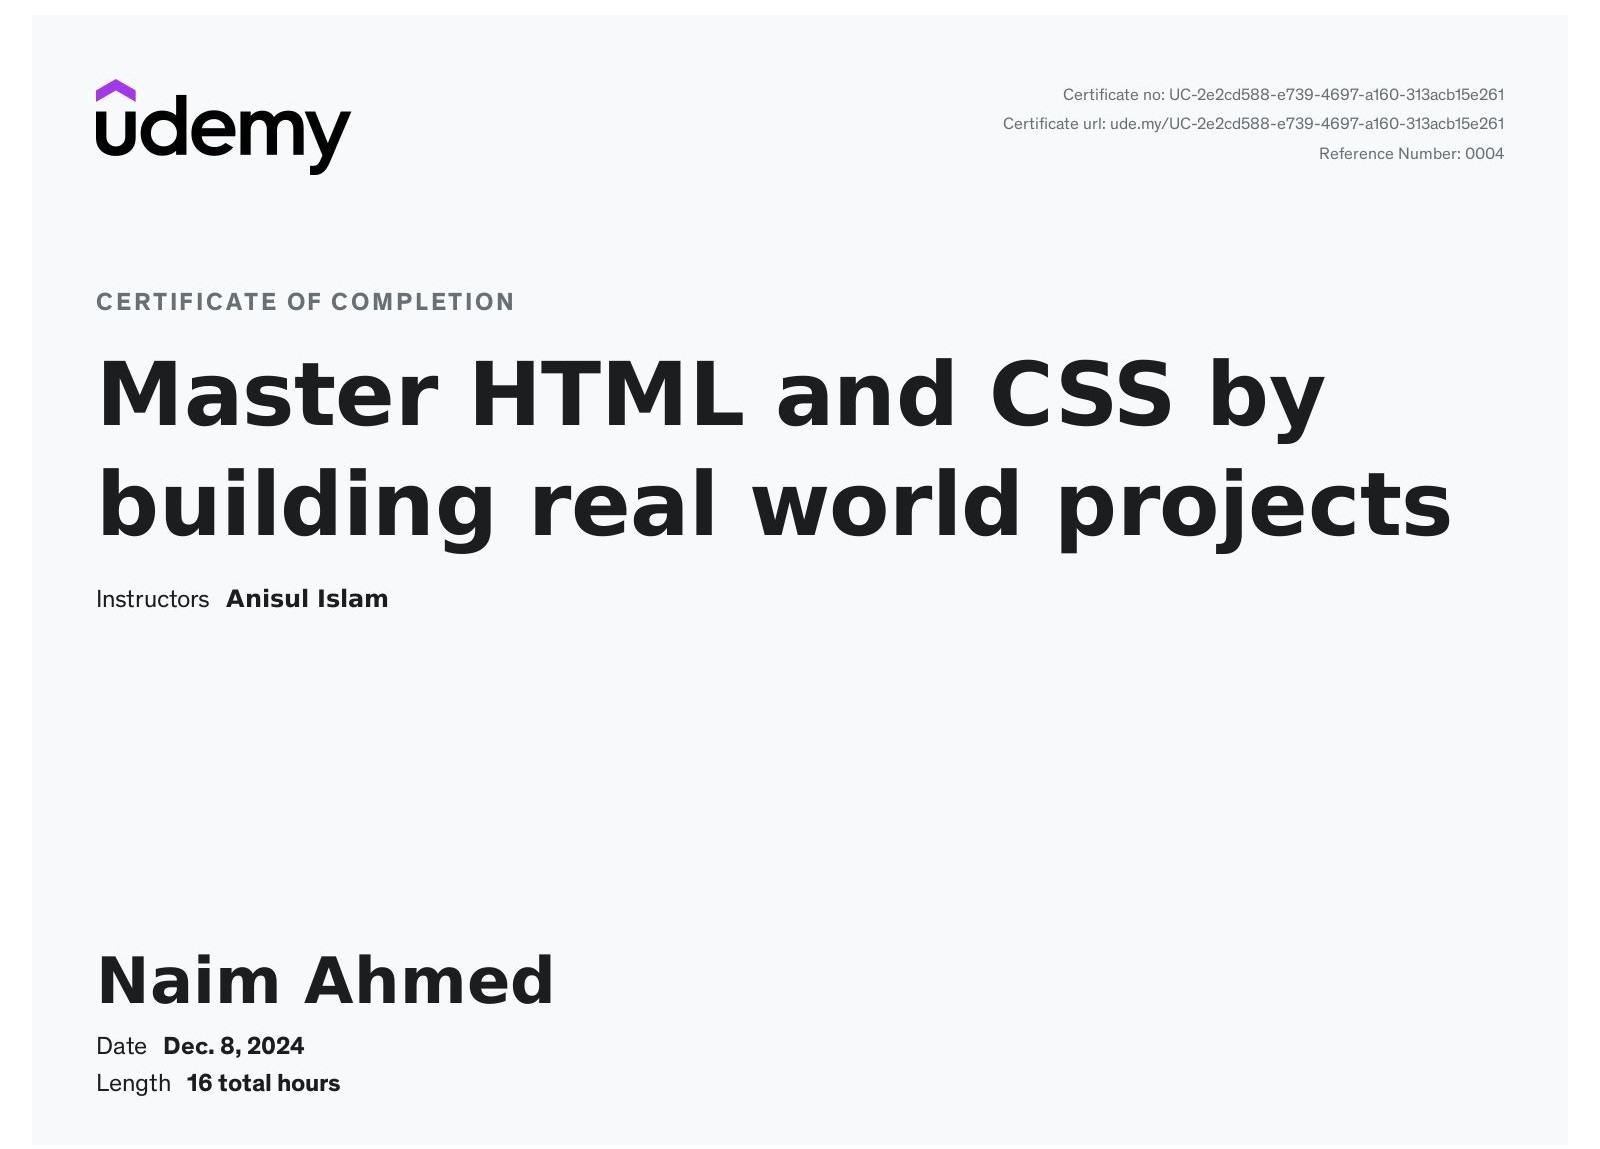 udemy
Certificate no: UC-2e2cd588-e739-4697-a160-313acb15e261
Certificate url: ude.my/UC-2e2cd588-e739-4697-a160-313acb15e261
Reference Number: 0004
CERTIFICATE OF COMPLETION
Master HTML and CSS by
building real world projects
Instructors Anisul Islam
Naim Ahmed
Date Dec. 8, 2024
Length 16 total hours